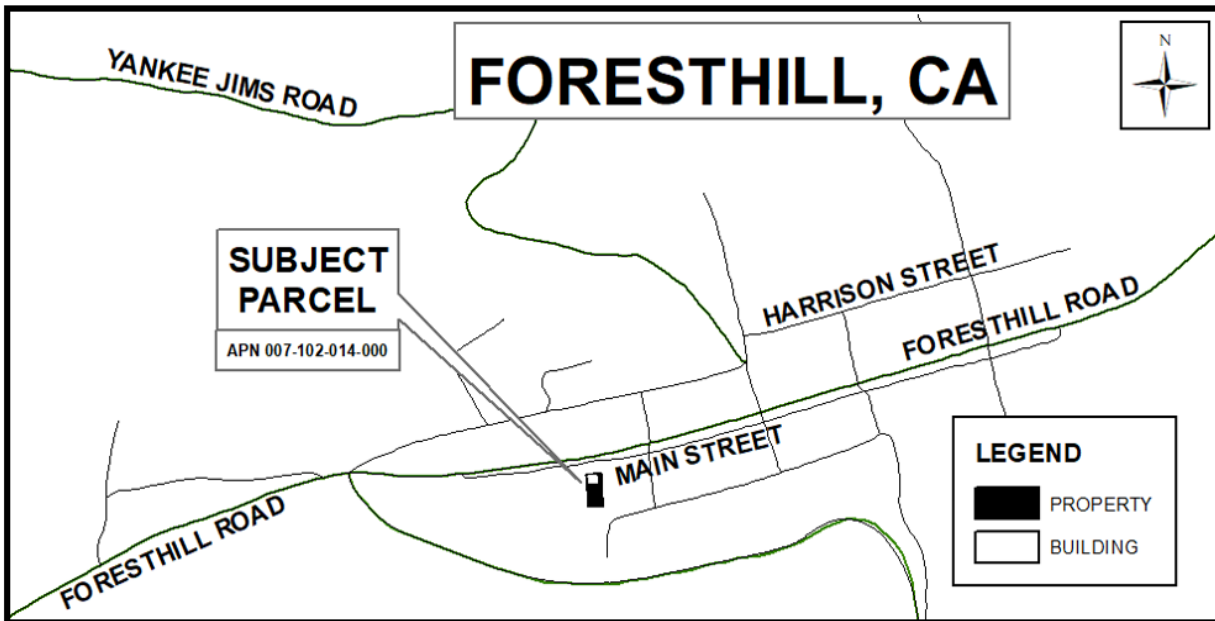 YANKEE JIMS ROAD
FORESTHILL, CA
N
SUBJECT
PARCEL
APN 007-102-014-000
HARRISON STREET
FORESTHILL ROAD
MAIN STREET
FORESTHILL ROAD
LEGEND
PROPERTY
BUILDING